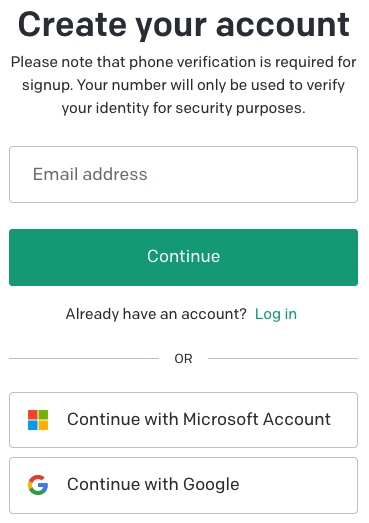 Create your account
Please note that phone verification is required for
signup. Your number will only be used to verify
your identity for security purposes.
Email address
Continue
Already have an account? Log in
OR
Continue with Microsoft Account
Continue with Google